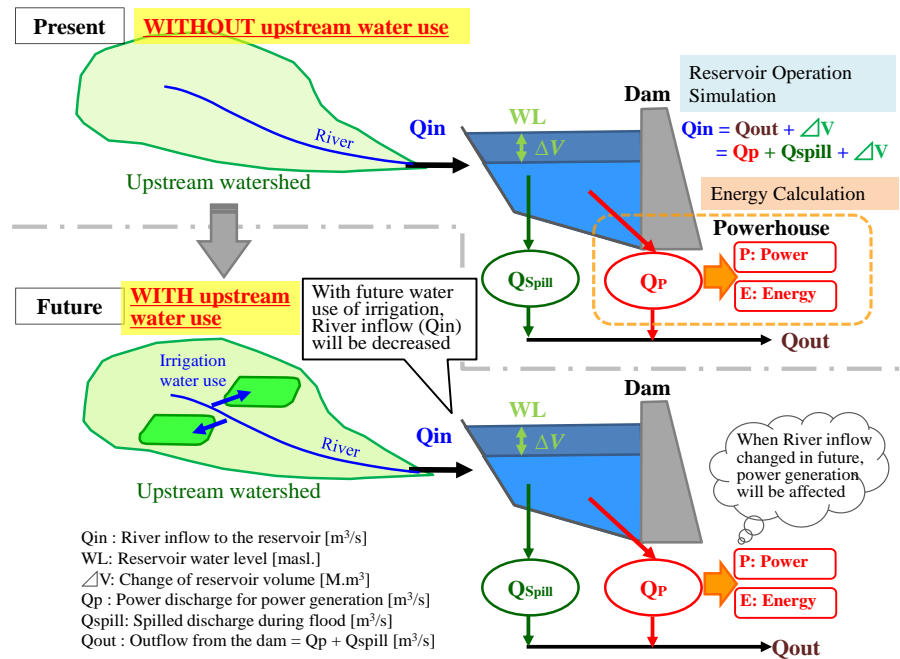 Present
WITHOUT upstream water use
River
Upstream watershed
Qin
WL
ΔV
Dam
Reservoir Operation
Simulation
Qin = Qout + ⊿V
= Qp + Qspill + ⊿V
Energy Calculation
Powerhouse
QSpill
QP
P: Power
E: Energy
Qout
Future
WITH upstream
water use
With future water
use of irrigation,
River inflow (Qin)
will be decreased
Irrigation
water use
River
Upstream watershed
Qin
WL
ΔV
Dam
When River inflow
changed in future,
power generation
will be affected
QSpill
QP
P: Power
E: Energy
Qout
Qin : River inflow to the reservoir [m³/s]
WL: Reservoir water level [masl.]
⊿V: Change of reservoir volume [M.m³]
Qp : Power discharge for power generation [m³/s]
Qspill: Spilled discharge during flood [m³/s]
Qout : Outflow from the dam = Qp + Qspill [m³/s]